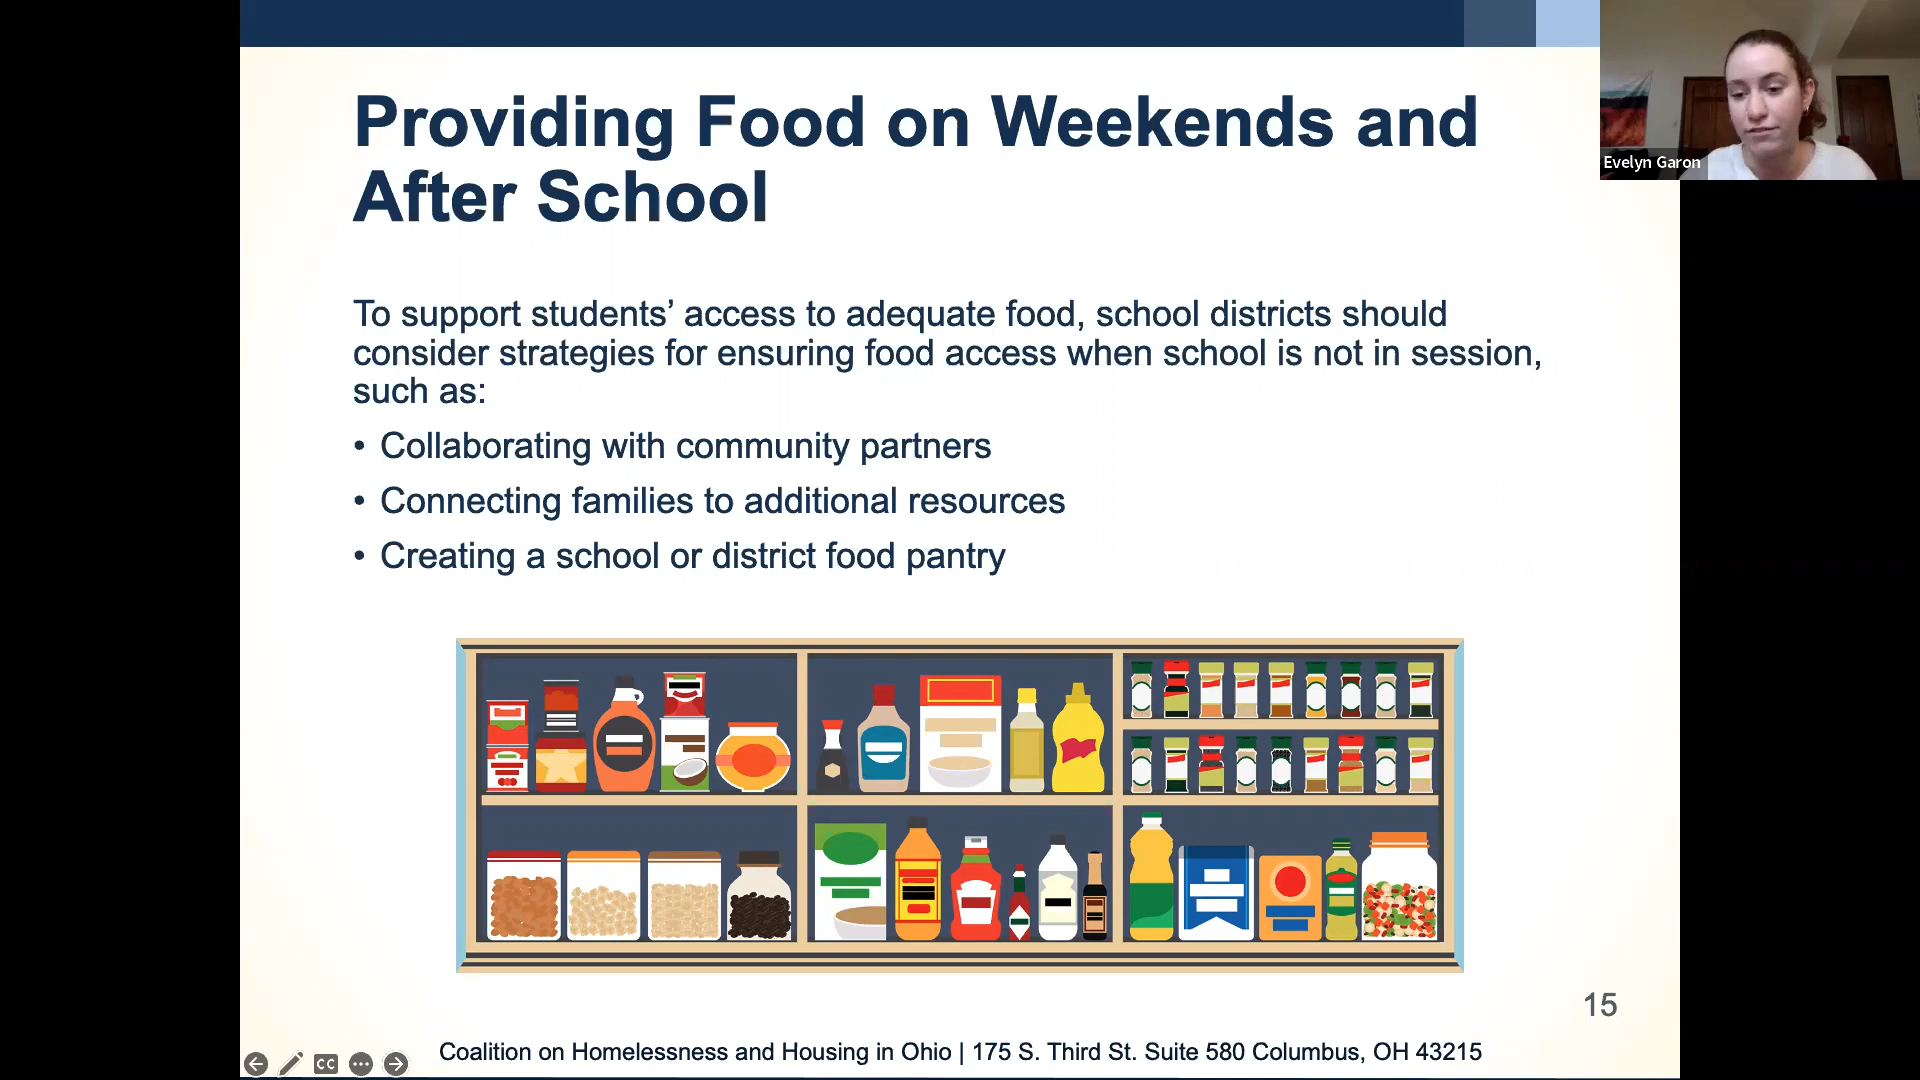 Providing Food on Weekends and
After School
Evelyn Garon
To support students’ access to adequate food, school districts should
consider strategies for ensuring food access when school is not in session,
such as:
• Collaborating with community partners
• Connecting families to additional resources
• Creating a school or district food pantry
15
CC
Coalition on Homelessness and Housing in Ohio | 175 S. Third St. Suite 580 Columbus, OH 43215